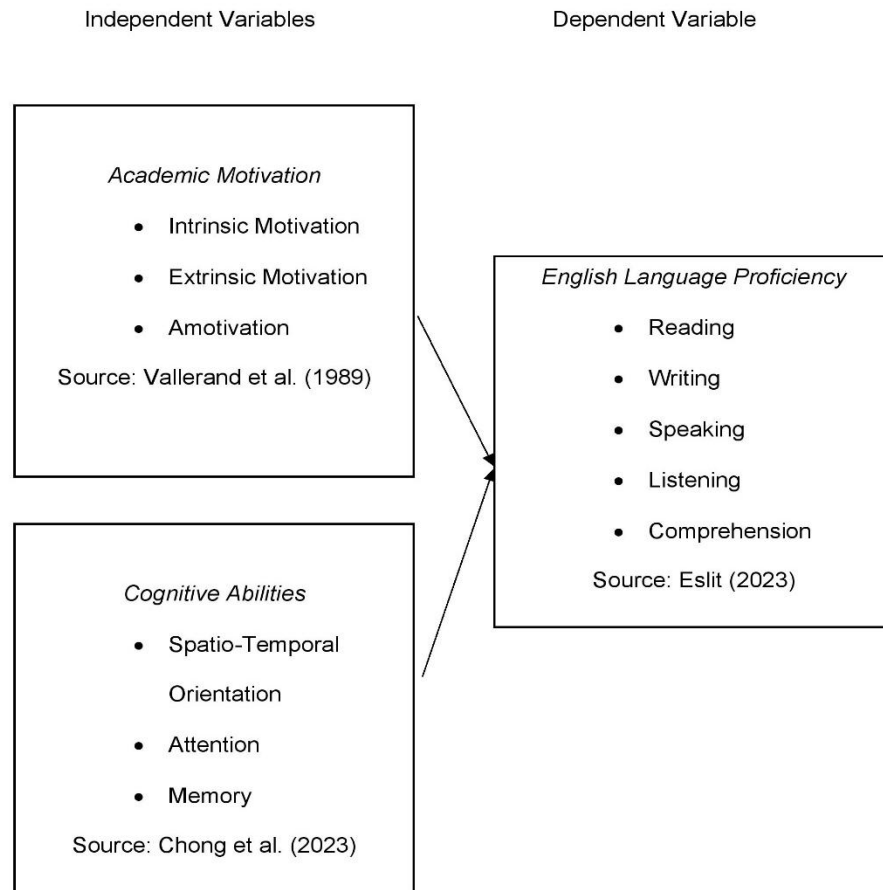 Independent Variables
Dependent Variable
Academic Motivation
• Intrinsic Motivation
• Extrinsic Motivation
• Amotivation
Source: Vallerand et al. (1989)
Cognitive Abilities
• Spatio-Temporal
Orientation
• Attention
• Memory
Source: Chong et al. (2023)
English Language Proficiency
• Reading
• Writing
• Speaking
• Listening
• Comprehension
Source: Eslit (2023)